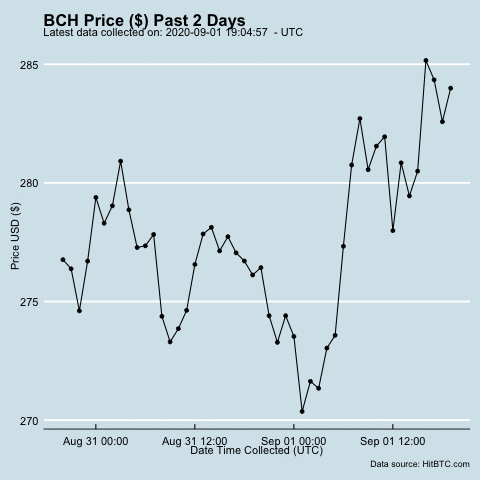 BCH Price ($) Past 2 Days
Latest data collected on: 2020-09-01 19:04:57  - UTC
Price USD ($)
285
280
275
270
Aug 31 00:00 Aug 31 12:00 Sep 01 00:00 Sep 01 12:00
Date Time Collected (UTC)
Data source: HitBTC.com